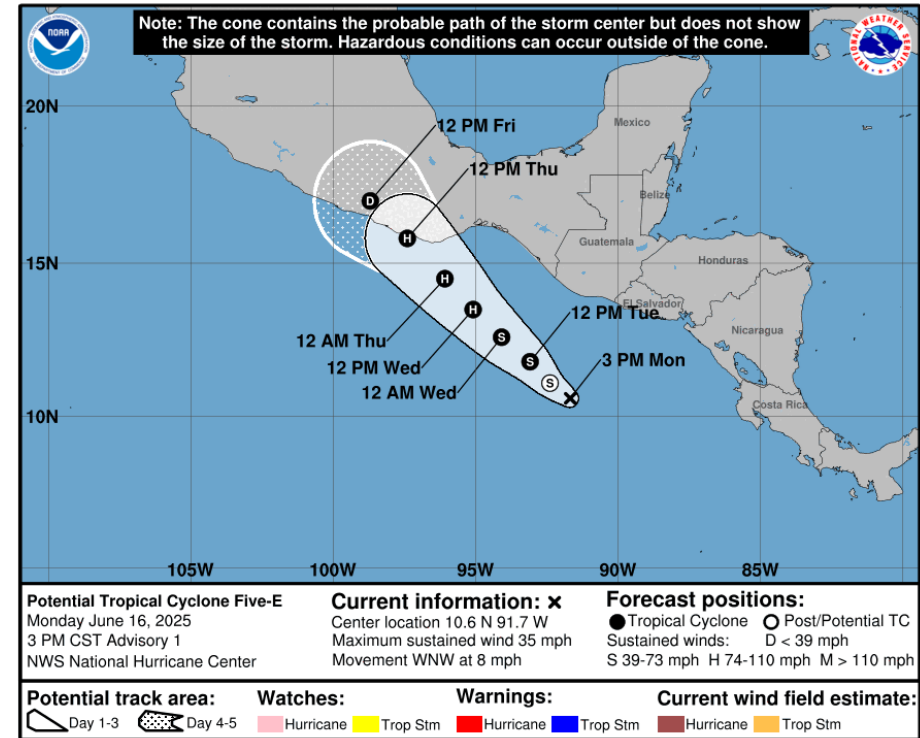 Note: The cone contains the probable path of the storm center but does not show
the size of the storm. Hazardous conditions can occur outside of the cone.
NOAA
NATIONAL WEATHER SERVICE
20N
15N
10N
105W
100W
95W
90W
85W
Mexico
Belize
Guatemala
Honduras
El Salvador
Nicaragua
Costa Rica
12 PM Fri
12 PM Thu
12 AM Thu
12 PM Wed
12 AM Wed
12 PM Tue
3 PM Mon
D
H
H
H
S
S
S
Potential Tropical Cyclone Five-E
Monday June 16, 2025
3 PM CST Advisory 1
NWS National Hurricane Center
Current information: ×
Center location 10.6 N 91.7 W
Maximum sustained wind 35 mph
Movement WNW at 8 mph
Forecast positions:
● Tropical Cyclone ○ Post/Potential TC
Sustained winds: D < 39 mph
S 39-73 mph H 74-110 mph M > 110 mph
Potential track area:
Day 1-3 Day 4-5
Watches:
Hurricane Trop Stm
Warnings:
Hurricane Trop Stm
Current wind field estimate:
Hurricane Trop Stm